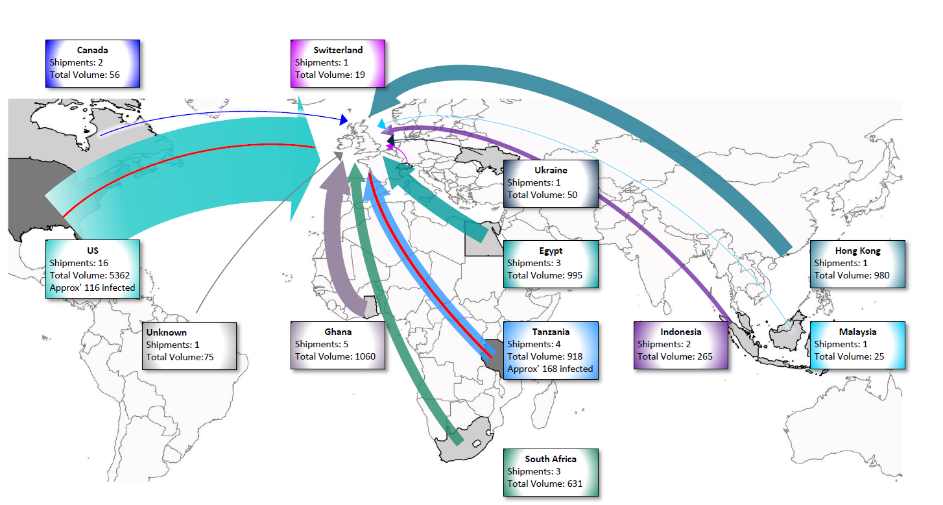 Canada
Shipments: 2
Total Volume: 56
Switzerland
Shipments: 1
Total Volume: 19
Ukraine
Shipments: 1
Total Volume: 50
US
Shipments: 16
Total Volume: 5362
Approx’ 116 infected
Egypt
Shipments: 3
Total Volume: 995
Hong Kong
Shipments: 1
Total Volume: 980
Unknown
Shipments: 1
Total Volume:75
Ghana
Shipments: 5
Total Volume: 1060
Tanzania
Shipments: 4
Total Volume: 918
Approx’ 168 infected
Indonesia
Shipments: 2
Total Volume: 265
Malaysia
Shipments: 1
Total Volume: 25
South Africa
Shipments: 3
Total Volume: 631